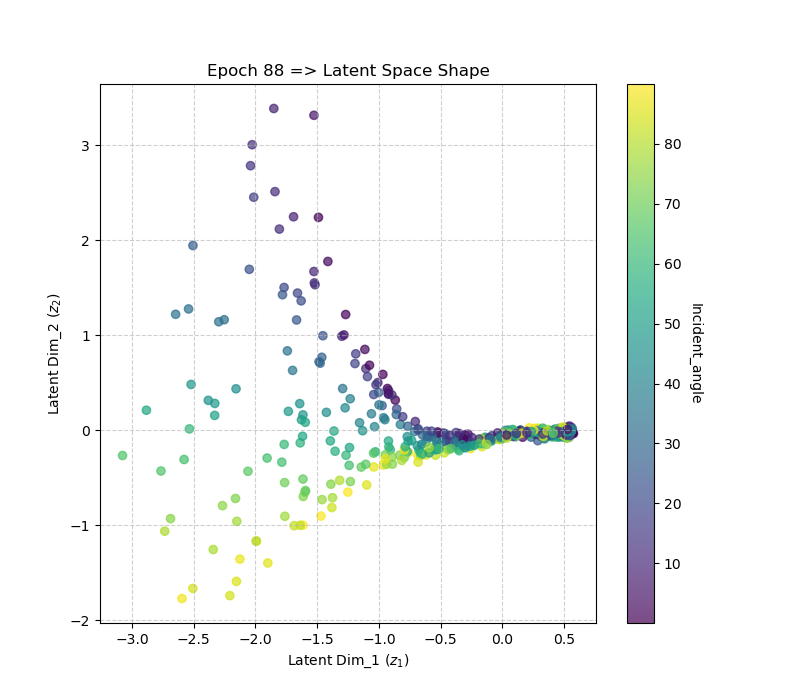 Epoch 88 => Latent Space Shape
3
2
1
0
−1
−2
Latent Dim_2 (z₂)
−3.0 −2.5 −2.0 −1.5 −1.0 −0.5 0.0 0.5
Latent Dim_1 (z₁)
80
70
60
50
40
30
20
10
Incident_angle